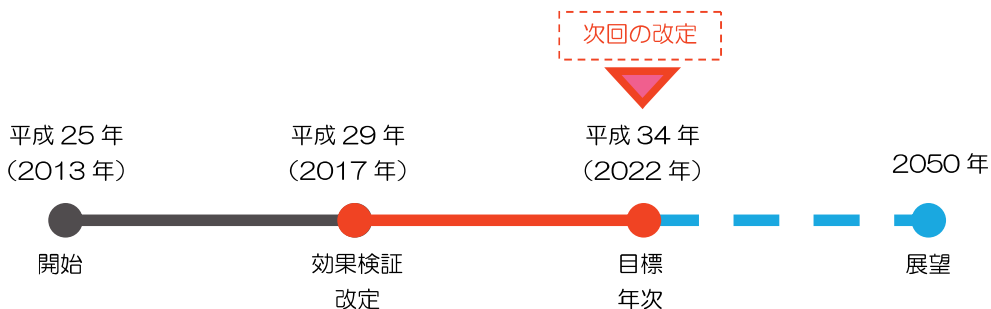 次回の改定
平成 25 年
（2013 年）
平成 29 年
（2017 年）
平成 34 年
（2022 年）
2050 年
開始
効果検証
改定
目標
年次
展望